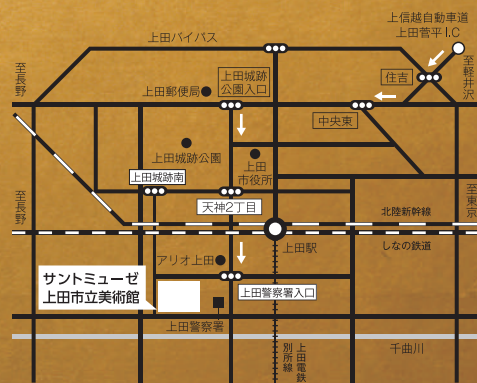 上信越自動車道
上田菅平 I.C
上田バイパス
至軽井沢
至長野
上田城跡
公園入口
住吉
上田郵便局
中央東
上田城跡公園
上田
市役所
上田城跡南
至長野
至東京
天神2丁目
北陸新幹線
上田駅
しなの鉄道
アリオ上田
サントミューゼ
上田市立美術館
上田警察署入口
上田警察署
上田電鉄
別所線
千曲川